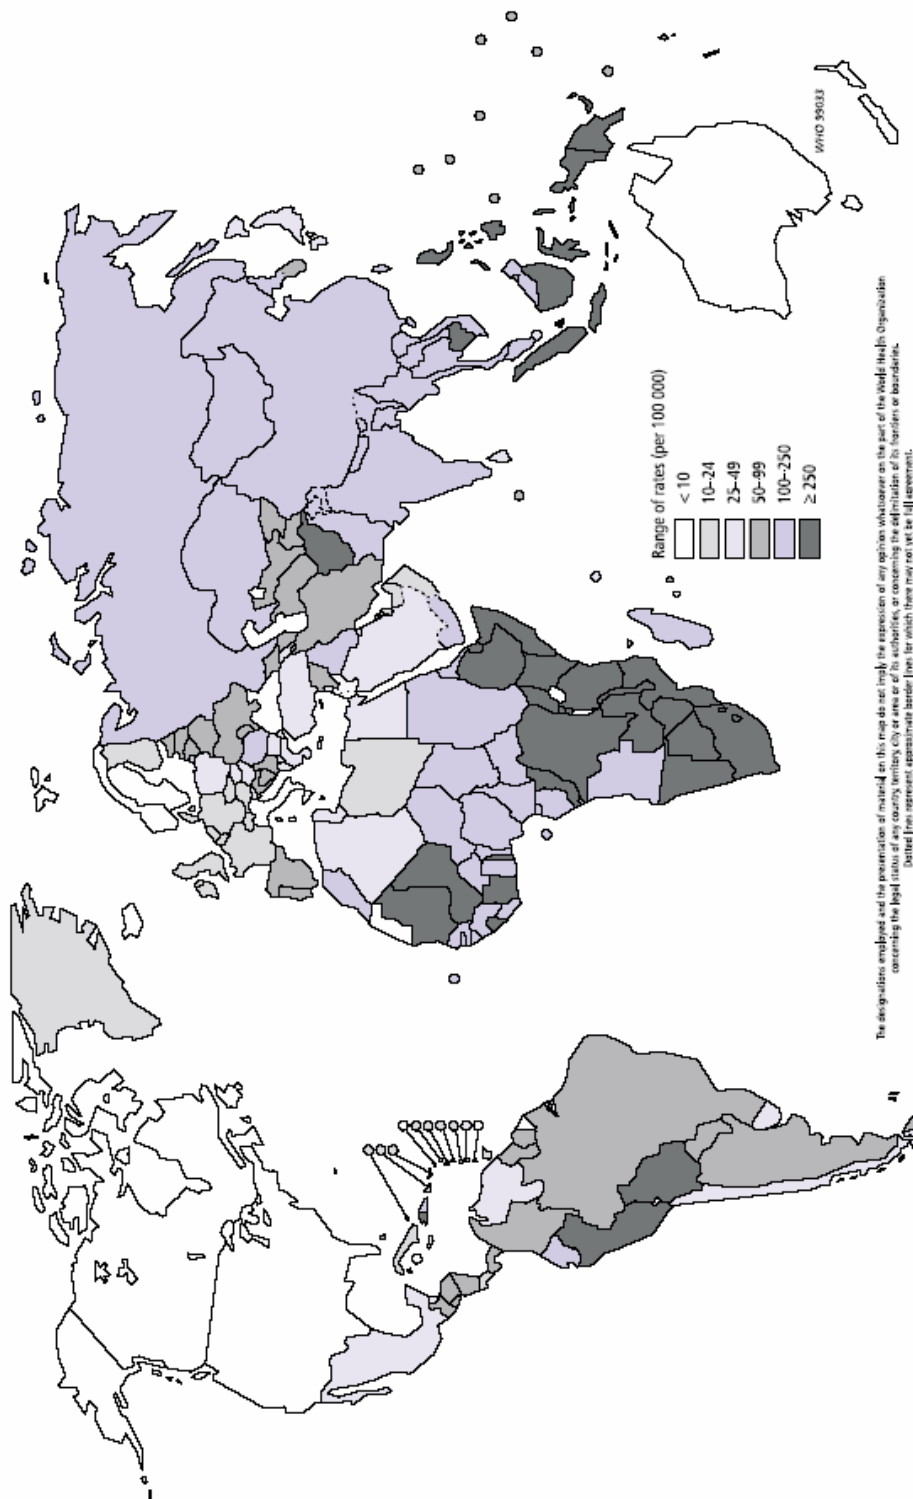 Range of rates (per 100 000)
< 10
10–24
25–49
50–99
100–250
≥ 250
WHO 99033
The designations employed and the presentation of material on this map do not imply the expression of any opinion whatsoever on the part of the World Health Organization
concerning the legal status of any country, territory, city or area or of its authorities, or concerning the delimitation of its frontiers or boundaries.
Dotted lines represent approximate border lines for which there may not yet be full agreement.